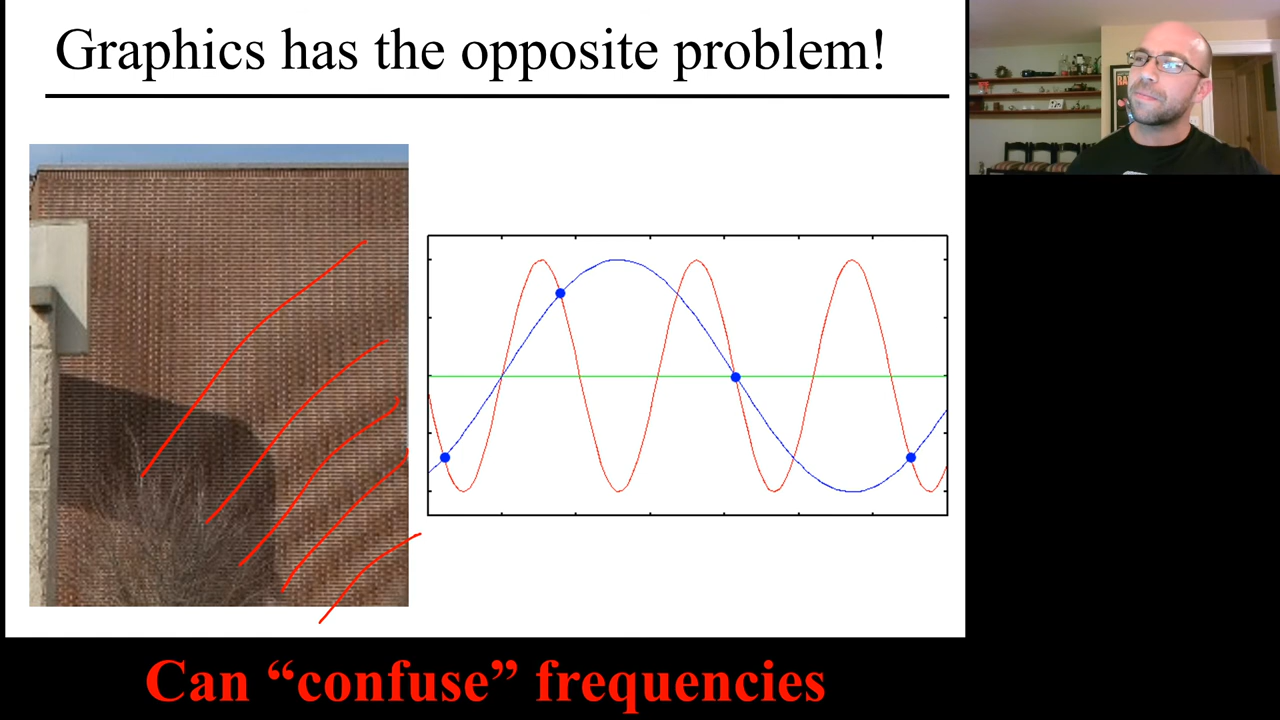 Graphics has the opposite problem!
Can “confuse” frequencies